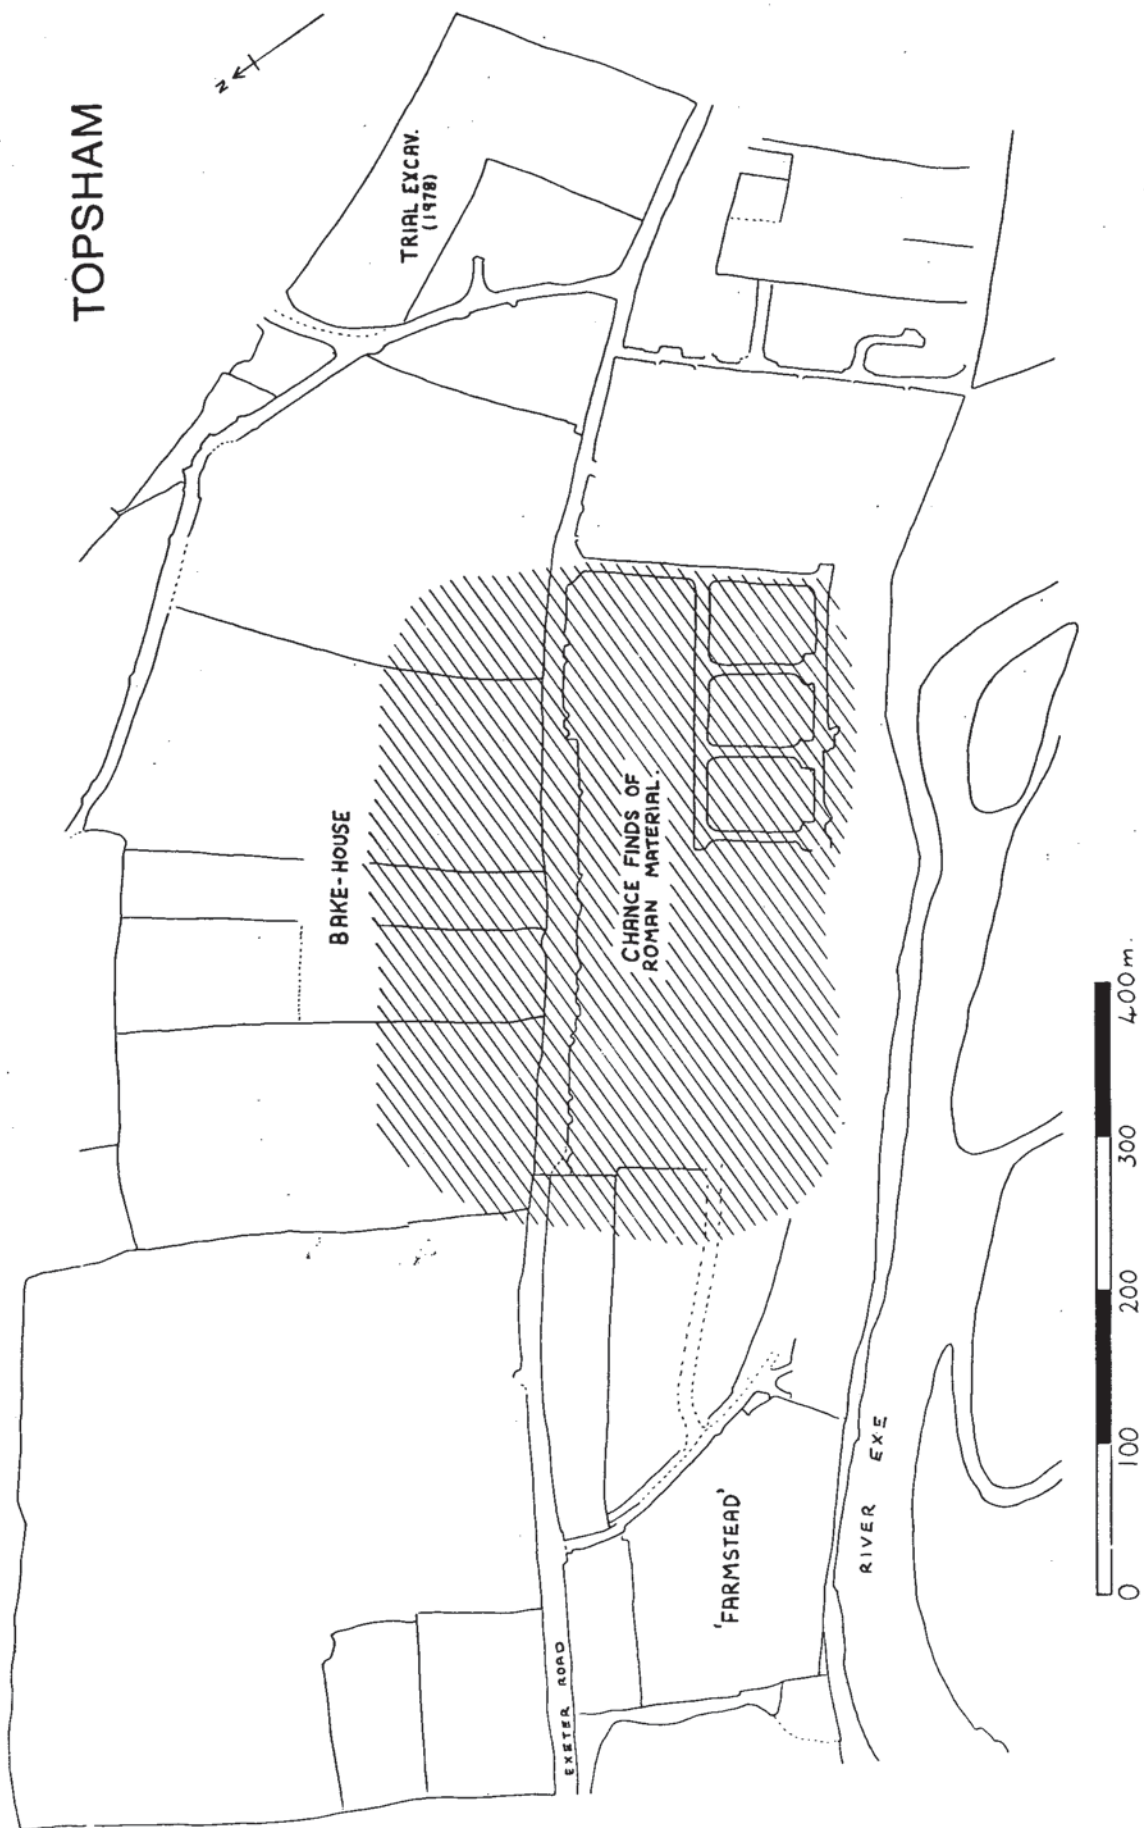 TOPSHAM
N
TRIAL EXCAV.
(1978)
BAKE-HOUSE
CHANCE FINDS OF
ROMAN MATERIAL.
'FARMSTEAD'
EXETER ROAD
RIVER EXE
0 100 200 300 400m.